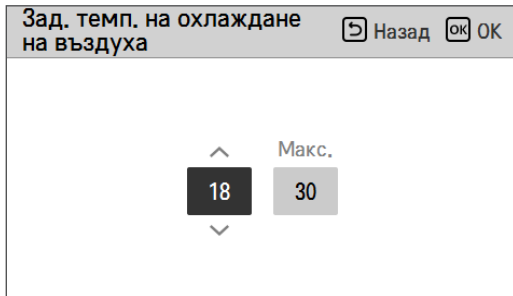 Зад. темп. на охлаждане
на въздуха
Назад OK OK
Макс.
18 30